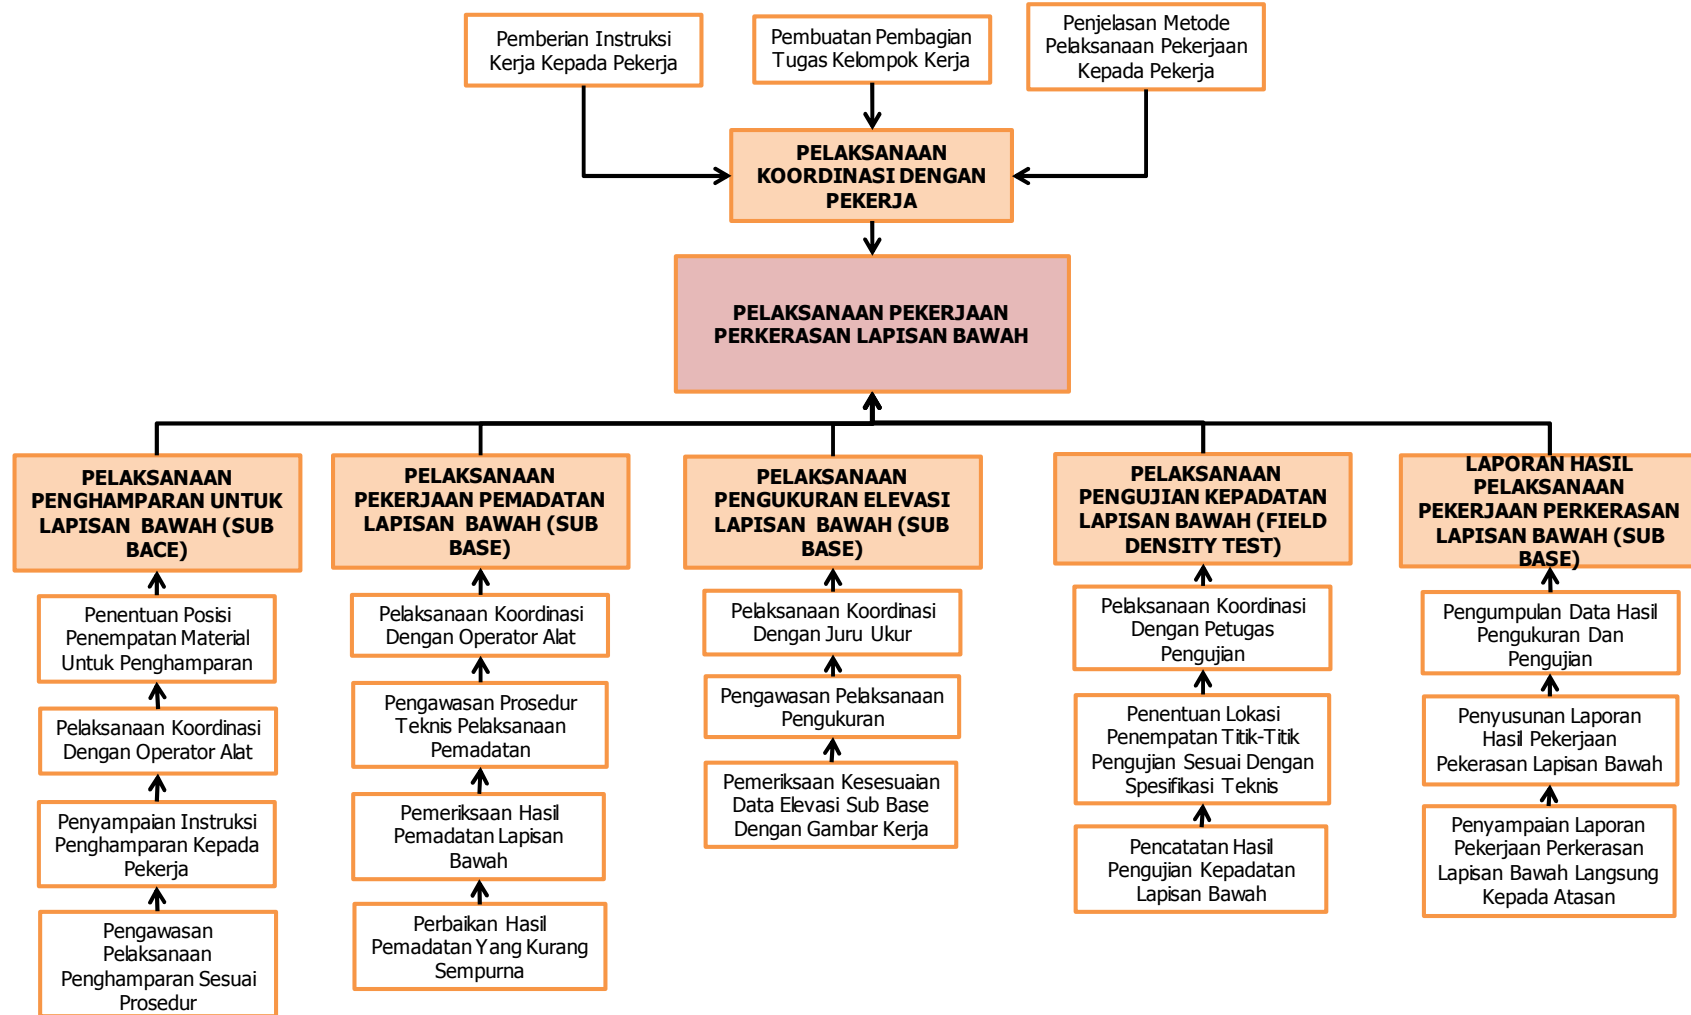 Pemberian Instruksi
Kerja Kepada Pekerja
Pembuatan Pembagian
Tugas Kelompok Kerja
Penjelasan Metode
Pelaksanaan Pekerjaan
Kepada Pekerja
PELAKSANAAN
KOORDINASI DENGAN
PEKERJA
PELAKSANAAN PEKERJAAN
PERKERASAN LAPISAN BAWAH
PELAKSANAAN
PENGHAMPARAN UNTUK
LAPISAN BAWAH (SUB
BACE)
Penentuan Posisi
Penempatan Material
Untuk Penghamparan
Pelaksanaan Koordinasi
Dengan Operator Alat
Penyampaian Instruksi
Penghamparan Kepada
Pekerja
Pengawasan
Pelaksanaan
Penghamparan Sesuai
Prosedur
PELAKSANAAN
PEKERJAAN PEMADATAN
LAPISAN BAWAH (SUB
BASE)
Pelaksanaan Koordinasi
Dengan Operator Alat
Pengawasan Prosedur
Teknis Pelaksanaan
Pemadatan
Pemeriksaan Hasil
Pemadatan Lapisan
Bawah
Perbaikan Hasil
Pemadatan Yang Kurang
Sempurna
PELAKSANAAN
PENGUKURAN ELEVASI
LAPISAN BAWAH (SUB
BASE)
Pelaksanaan Koordinasi
Dengan Juru Ukur
Pengawasan Pelaksanaan
Pengukuran
Pemeriksaan Kesesuaian
Data Elevasi Sub Base
Dengan Gambar Kerja
PELAKSANAAN
PENGUJIAN KEPADATAN
LAPISAN BAWAH (FIELD
DENSITY TEST)
Pelaksanaan Koordinasi
Dengan Petugas
Pengujian
Penentuan Lokasi
Penempatan Titik-Titik
Pengujian Sesuai Dengan
Spesifikasi Teknis
Pencatatan Hasil
Pengujian Kepadatan
Lapisan Bawah
LAPORAN HASIL
PELAKSANAAN
PEKERJAAN PERKERASAN
LAPISAN BAWAH (SUB
BASE)
Pengumpulan Data Hasil
Pengukuran Dan
Pengujian
Penyusunan Laporan
Hasil Pekerjaan
Pekerasan Lapisan Bawah
Penyampaian Laporan
Pekerjaan Perkerasan
Lapisan Bawah Langsung
Kepada Atasan